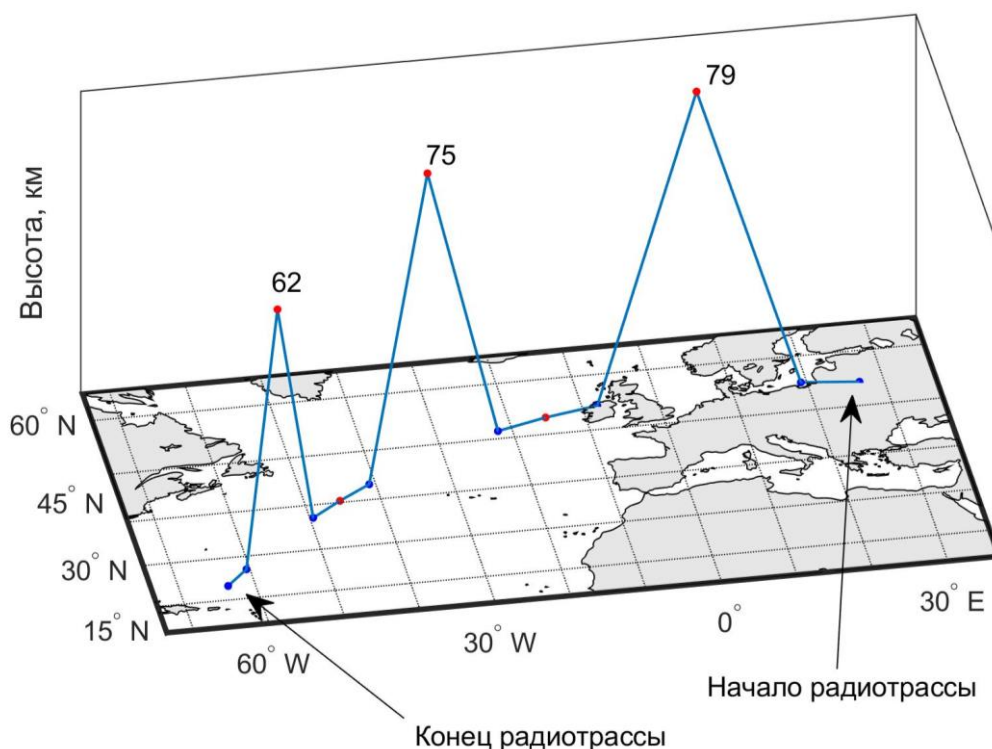 79
75
62
Высота, км
60° N
45° N
30° N
15° N
60° W
30° W
0°
30° E
Начало радиотрассы
Конец радиотрассы